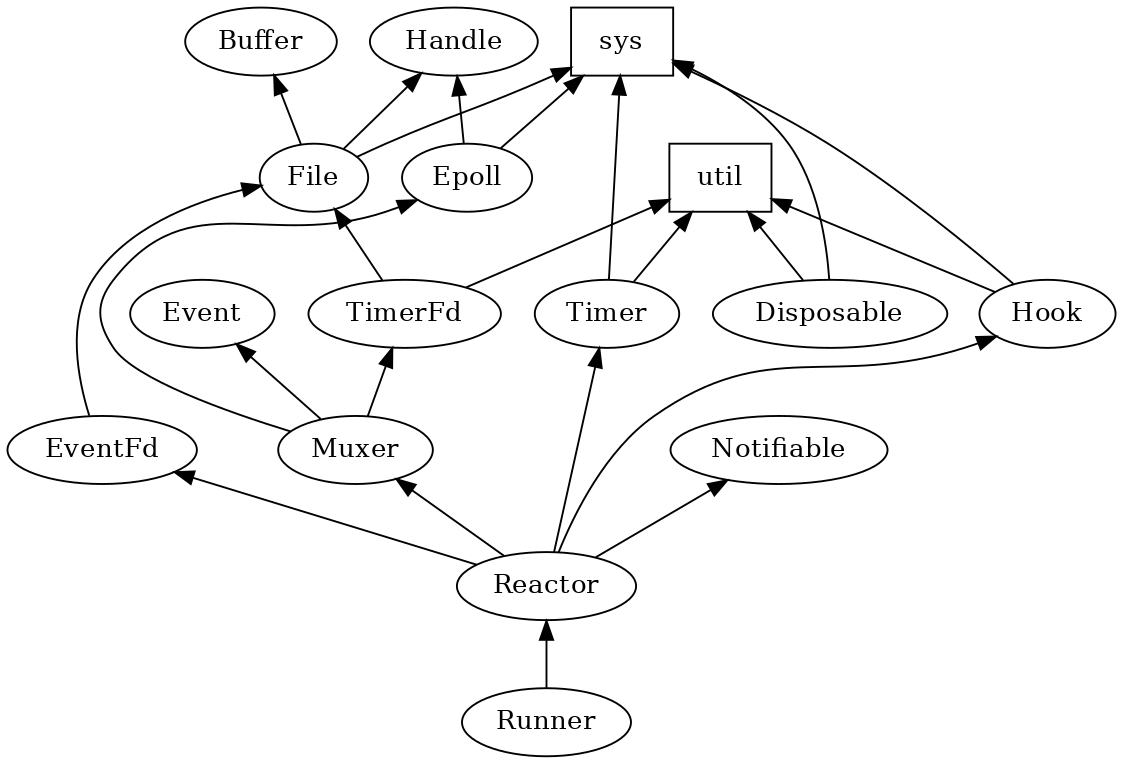 Buffer
Handle
sys
File
Epoll
util
Event
TimerFd
Timer
Disposable
Hook
EventFd
Muxer
Notifiable
Reactor
Runner